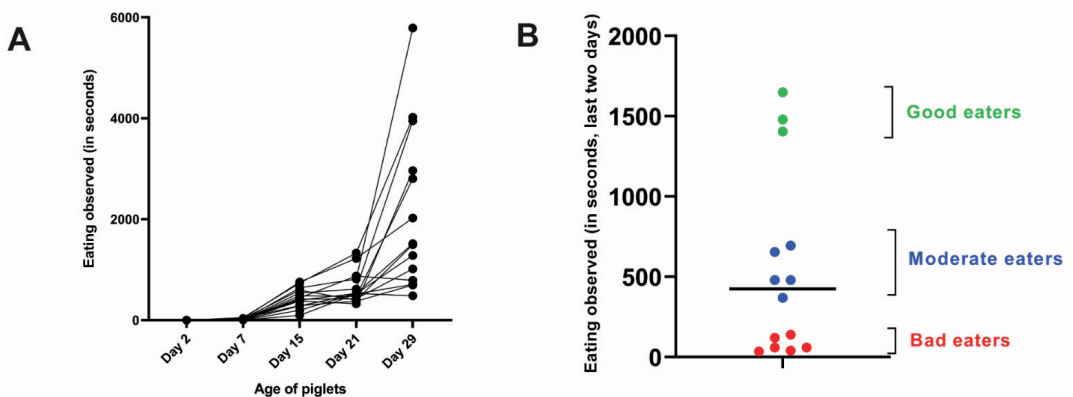 A
Eating observed (in seconds)
6000
4000
2000
0
Day 2
Day 7
Day 15
Day 21
Day 29
Age of piglets
B
Eating observed (in seconds, last two days)
2000
1500
1000
500
0
Good eaters
Moderate eaters
Bad eaters